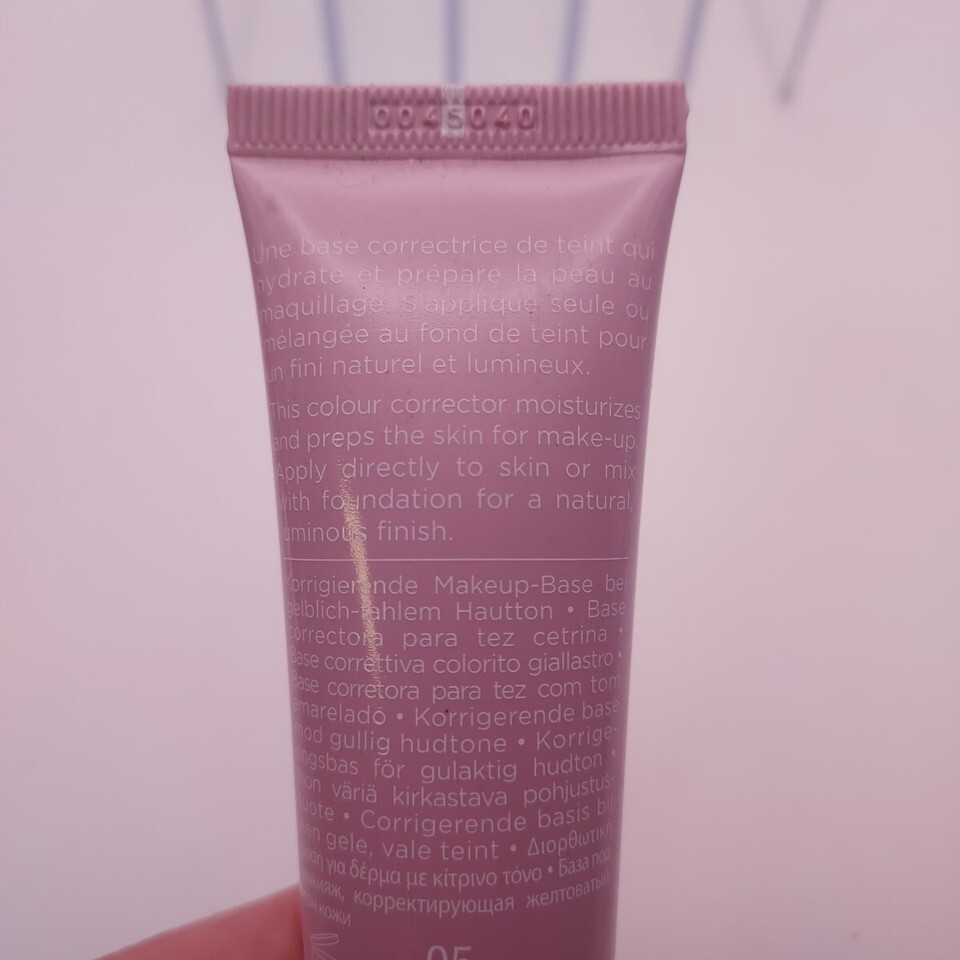 0045040
Une base correctrice de teint qui
hydrate et prépare la peau au
maquillage. S'applique seule ou
mélangée au fond de teint pour
un fini naturel et lumineux.
This colour corrector moisturizes
and preps the skin for make-up.
Apply directly to skin or mix
with foundation for a natural,
luminous finish.
Korrigierende Makeup-Base bei
gelblich-fahlem Hautton • Base
correctora para tez cetrina •
Base correttiva colorito giallastro •
Base corretora para tez com tom
amarelado • Korrigerende base
mod gullig hudtone • Korrige-
ringsbas för gulaktig hudton •
Ihon väriä kirkastava pohjustus-
tuote • Corrigerende basis bij
een gele, vale teint • Διορθωτική
βάση για δέρμα με κίτρινο τόνο • База под
макияж, корректирующая желтоватый
тон кожи
05